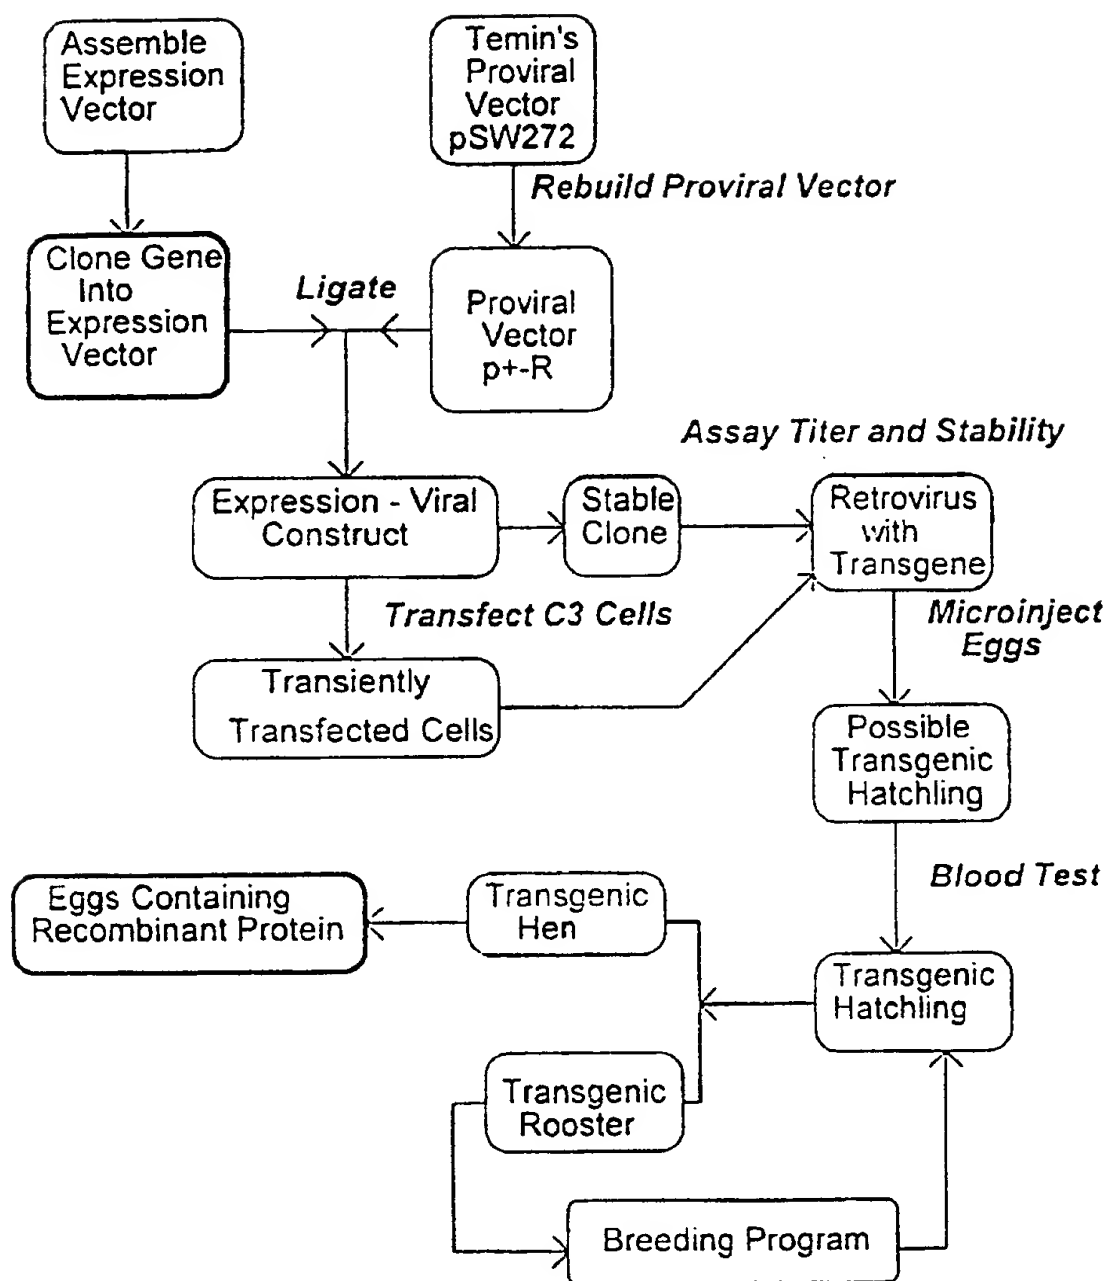 Assemble
Expression
Vector
Temin's
Proviral
Vector
pSW272
Rebuild Proviral Vector
Clone Gene
Into
Expression
Vector
Ligate
Proviral
Vector
p+-R
Assay Titer and Stability
Expression - Viral
Construct
Stable
Clone
Retrovirus
with
Transgene
Transfect C3 Cells
Microinject
Eggs
Transiently
Transfected Cells
Possible
Transgenic
Hatchling
Blood Test
Eggs Containing
Recombinant Protein
Transgenic
Hen
Transgenic
Hatchling
Transgenic
Rooster
Breeding Program